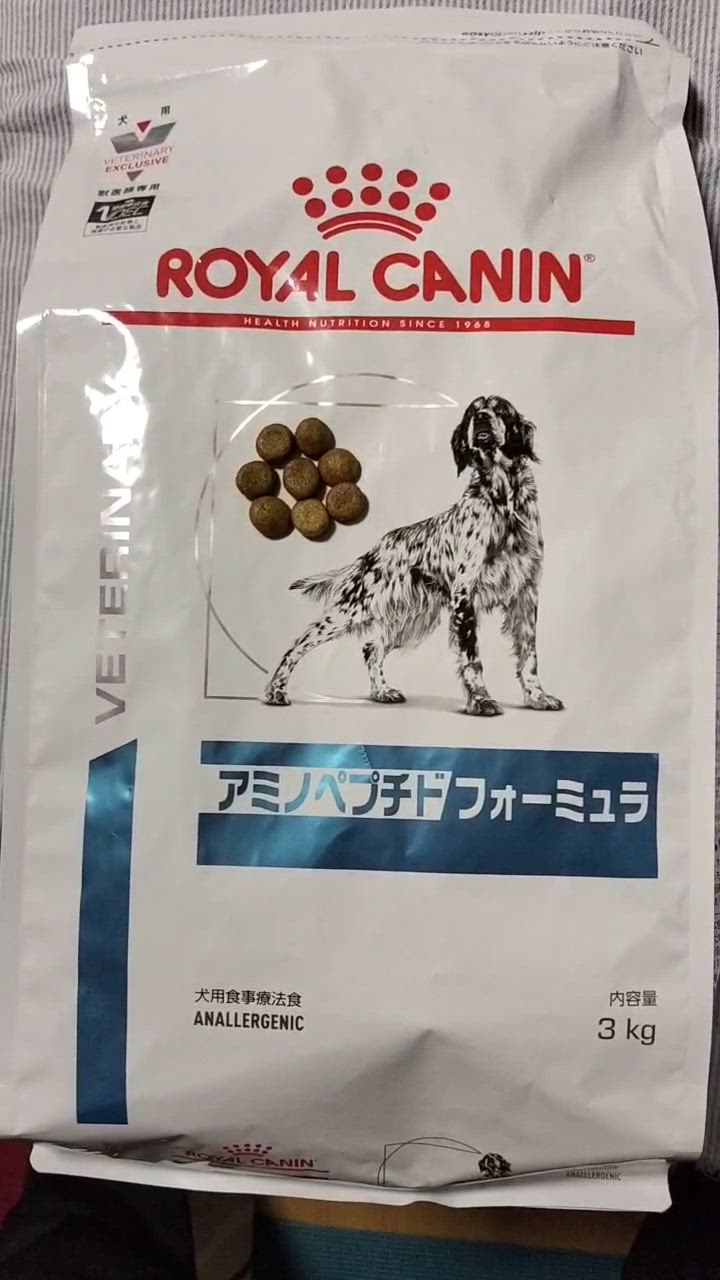 犬 用
VETERINARY
EXCLUSIVE
獣医師専用
ROYAL CANIN®
HEALTH NUTRITION SINCE 1968
VETERINARY
アミノペプチドフォーミュラ
犬用食事療法食
ANALLERGENIC
内容量
3 kg
ROYAL CANIN
ANALLERGENIC